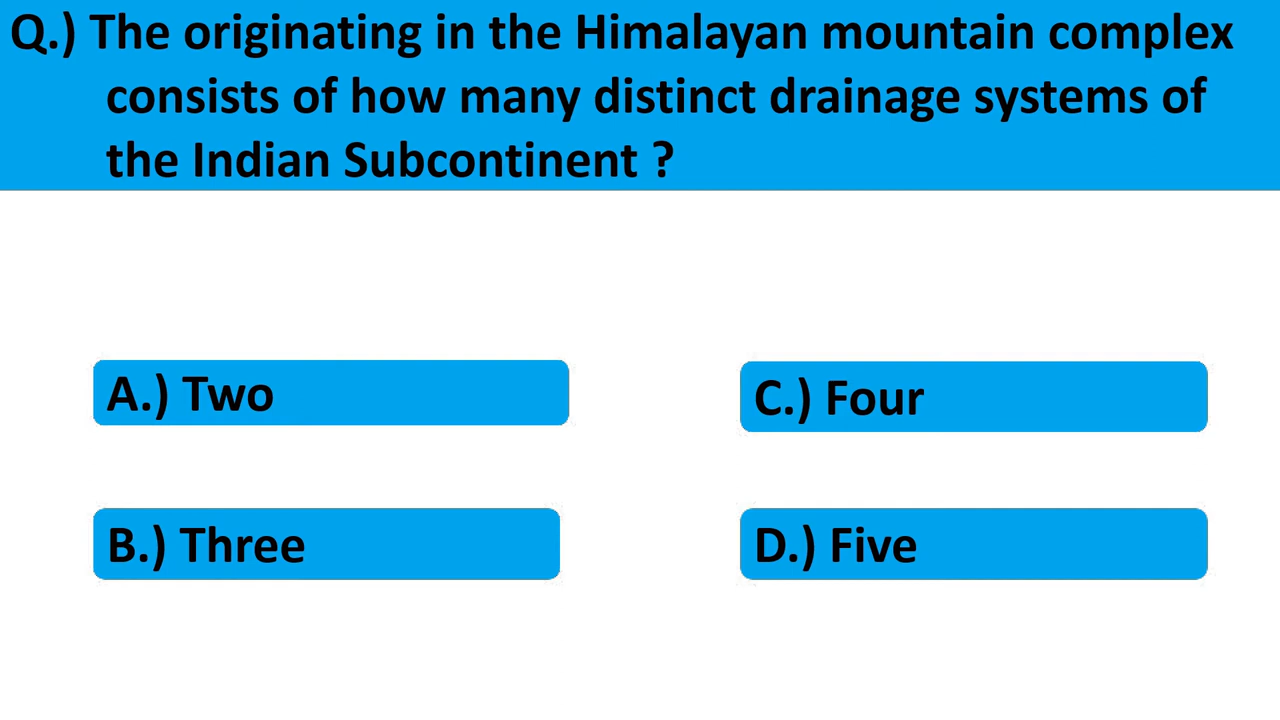 Q.) The originating in the Himalayan mountain complex
consists of how many distinct drainage systems of
the Indian Subcontinent ?
A.) Two
C.) Four
B.) Three
D.) Five